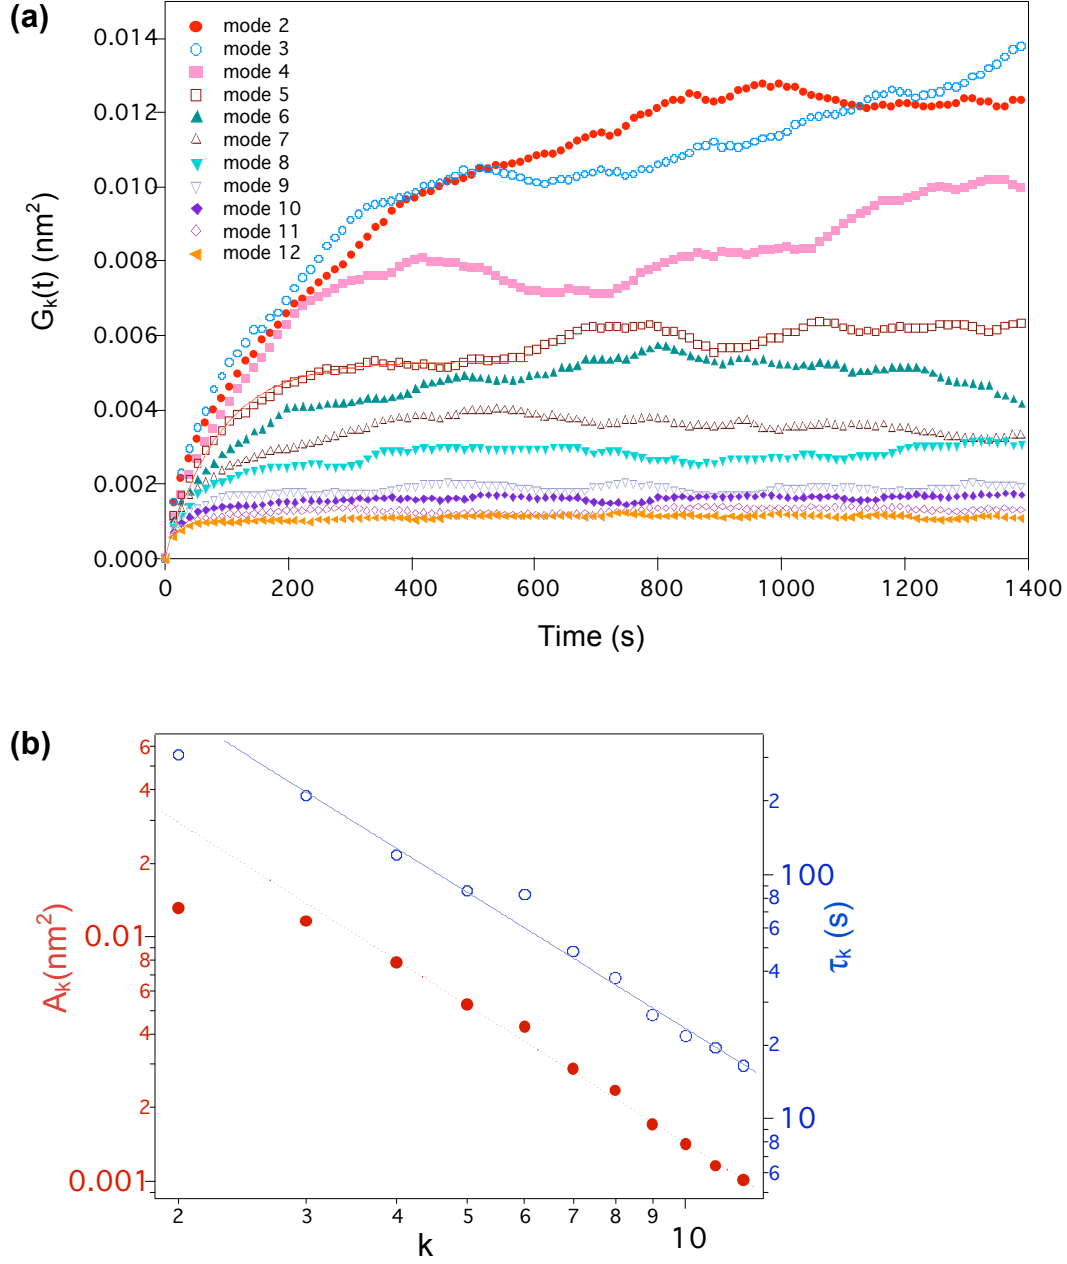 (a)
mode 2
mode 3
mode 4
mode 5
mode 6
mode 7
mode 8
mode 9
mode 10
mode 11
mode 12
0.014
0.012
0.010
0.008
0.006
0.004
0.002
0.000
Gk(t) (nm2)
0 200 400 600 800 1000 1200 1400
Time (s)
(b)
6
4
2
0.01
8
6
4
2
0.001
Ak(nm2)
2
100
8
6
4
2
10
8
6
τk (s)
2 3 4 5 6 7 8 9 10
k